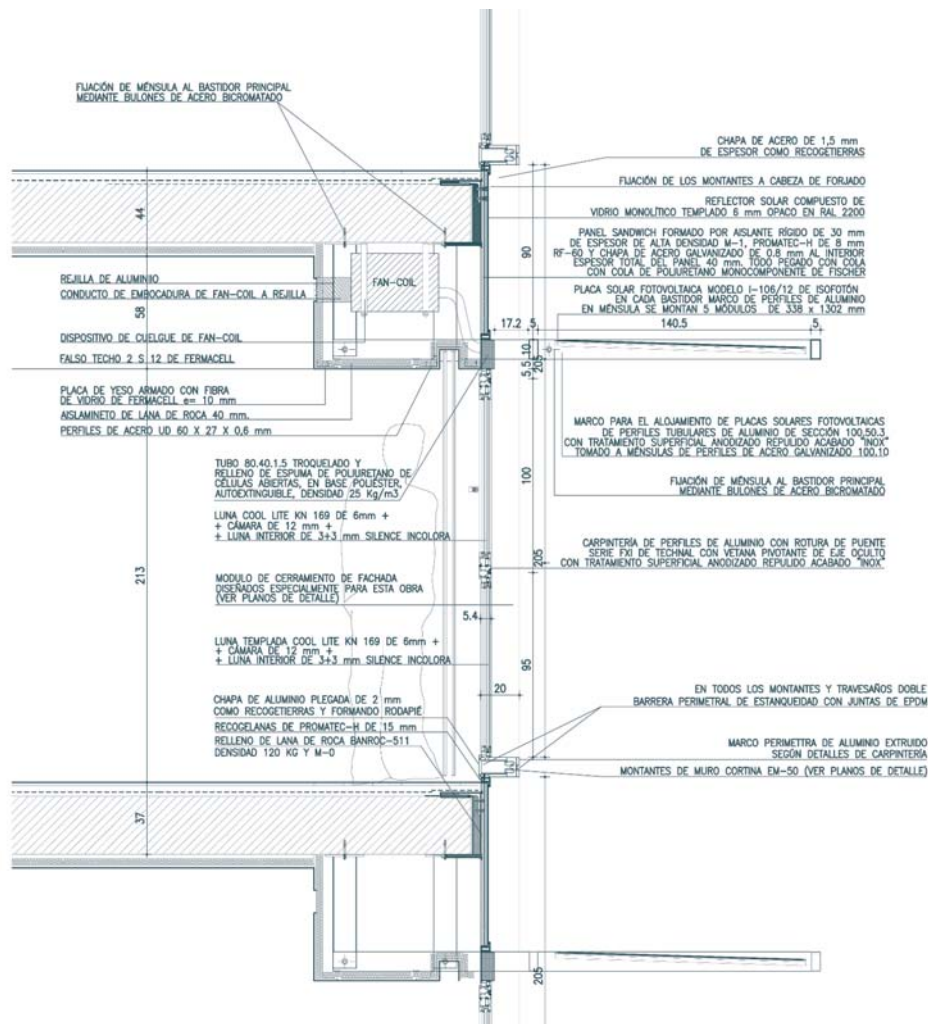 FIJACIÓN DE MÉNSULA AL BASTIDOR PRINCIPAL
MEDIANTE BULONES DE ACERO BICROMATADO
CHAPA DE ACERO DE 1,5 mm
DE ESPESOR COMO RECOGETIERRAS
FIJACIÓN DE LOS MONTANTES A CABEZA DE FORJADO
REFLECTOR SOLAR COMPUESTO DE
VIDRIO MONOLÍTICO TEMPLADO 6 mm OPACO EN RAL 2200
PANEL SANDWICH FORMADO POR AISLANTE RÍGIDO DE 30 mm
DE ESPESOR DE ALTA DENSIDAD M-1, PROMATEC-H DE 8 mm
RF-60 Y CHAPA DE ACERO GALVANIZADO DE 0.8 mm AL INTERIOR
ESPESOR TOTAL DEL PANEL 40 mm. TODO PEGADO CON COLA
CON COLA DE POLIURETANO MONOCOMPONENTE DE FISCHER
PLACA SOLAR FOTOVOLTAICA MODELO I-106/12 DE ISOFOTÓN
EN CADA BASTIDOR MARCO DE PERFILES DE ALUMINIO
EN MÉNSULA SE MONTAN 5 MÓDULOS DE 338 x 1302 mm
44
90
FAN-COIL
REJILLA DE ALUMINIO
CONDUCTO DE EMBOCADURA DE FAN-COIL A REJILLA
58
17.2
5
140.5
5
DISPOSITIVO DE CUELGUE DE FAN-COIL
FALSO TECHO 2 S 12 DE FERMACELL
10
5.5
205
PLACA DE YESO ARMADO CON FIBRA
DE VIDRIO DE FERMACELL e= 10 mm
AISLAMINETO DE LANA DE ROCA 40 mm.
PERFILES DE ACERO UD 60 X 27 X 0,6 mm
MARCO PARA EL ALOJAMIENTO DE PLACAS SOLARES FOTOVOLTAICAS
DE PERFILES TUBULARES DE ALUMINIO DE SECCIÓN 100.50.3
CON TRATAMIENTO SUPERFICIAL ANODIZADO REPULIDO ACABADO "INOX"
TOMADO A MÉNSULAS DE PERFILES DE ACERO GALVANIZADO 100.10
TUBO 80.40.1.5 TROQUELADO Y
RELLENO DE ESPUMA DE POLIURETANO DE
CÉLULAS ABIERTAS, EN BASE POLIÉSTER,
AUTOEXTINGUIBLE, DENSIDAD 25 Kg/m3
100
FIJACIÓN DE MÉNSULA AL BASTIDOR PRINCIPAL
MEDIANTE BULONES DE ACERO BICROMATADO
LUNA COOL LITE KN 169 DE 6mm +
+ CÁMARA DE 12 mm +
+ LUNA INTERIOR DE 3+3 mm SILENCE INCOLORA
CARPINTERÍA DE PERFILES DE ALUMINIO CON ROTURA DE PUENTE
SERIE FXI DE TECHNAL CON VETANA PIVOTANTE DE EJE OCULTO
CON TRATAMIENTO SUPERFICIAL ANODIZADO REPULIDO ACABADO "INOX"
205
213
MODULO DE CERRAMIENTO DE FACHADA
DISEÑADOS ESPECIALMENTE PARA ESTA OBRA
(VER PLANOS DE DETALLE)
5.4
LUNA TEMPLADA COOL LITE KN 169 DE 6mm +
+ CÁMARA DE 12 mm +
+ LUNA INTERIOR DE 3+3 mm SILENCE INCOLORA
95
20
CHAPA DE ALUMINIO PLEGADA DE 2 mm
COMO RECOGETIERRAS Y FORMANDO RODAPIÉ
RECOGELANAS DE PROMATEC-H DE 15 mm
RELLENO DE LANA DE ROCA BANROC-511
DENSIDAD 120 KG Y M-0
EN TODOS LOS MONTANTES Y TRAVESAÑOS DOBLE
BARRERA PERIMETRAL DE ESTANQUEIDAD CON JUNTAS DE EPDM
MARCO PERIMETTRA DE ALUMINIO EXTRUIDO
SEGÚN DETALLES DE CARPINTERÍA
MONTANTES DE MURO CORTINA EM-50 (VER PLANOS DE DETALLE)
37
205